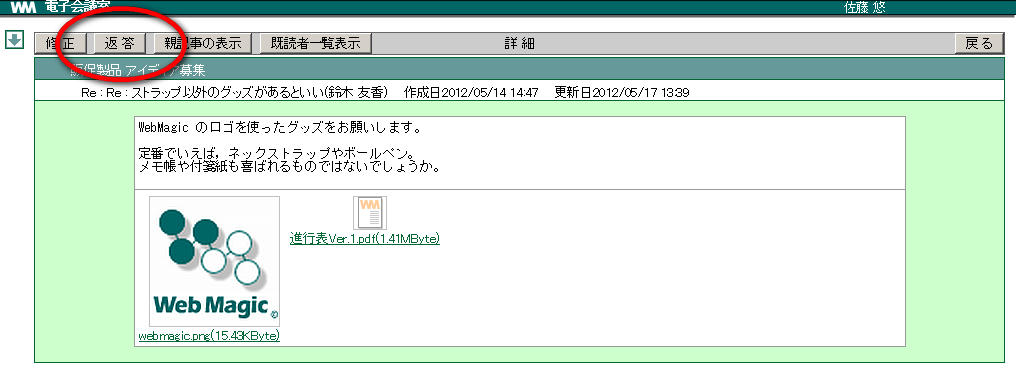 WM 電子会議室 佐藤 悠
修 正 返 答 親記事の表示 既読者一覧表示 詳 細 戻 る
販促製品 アイディア募集
Re : Re : ストラップ以外のグッズがあるといい(鈴木 友香) 作成日2012/05/14 14:47 更新日2012/05/17 13:39
WebMagic のロゴを使ったグッズをお願いします。
定番でいえば，ネックストラップやボールペン。
メモ帳や付箋紙も喜ばれるものではないでしょうか。
WM
進行表Ver.1.pdf(1.41MByte)
Web Magic ©
webmagic.png(15.43KByte)